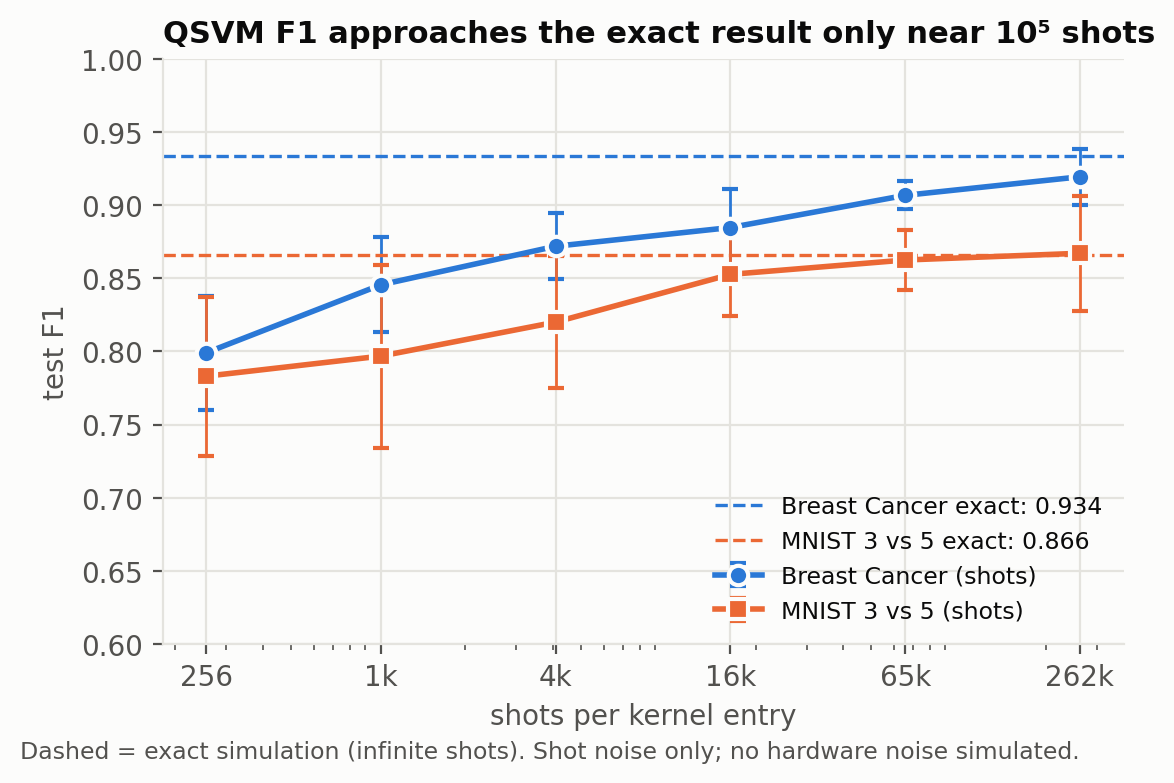 QSVM F1 approaches the exact result only near 10⁵ shots
1.00
0.95
0.90
0.85
0.80
0.75
0.70
0.65
0.60
test F1
Breast Cancer exact: 0.934
MNIST 3 vs 5 exact: 0.866
Breast Cancer (shots)
MNIST 3 vs 5 (shots)
256 1k 4k 16k 65k 262k
shots per kernel entry
Dashed = exact simulation (infinite shots). Shot noise only; no hardware noise simulated.